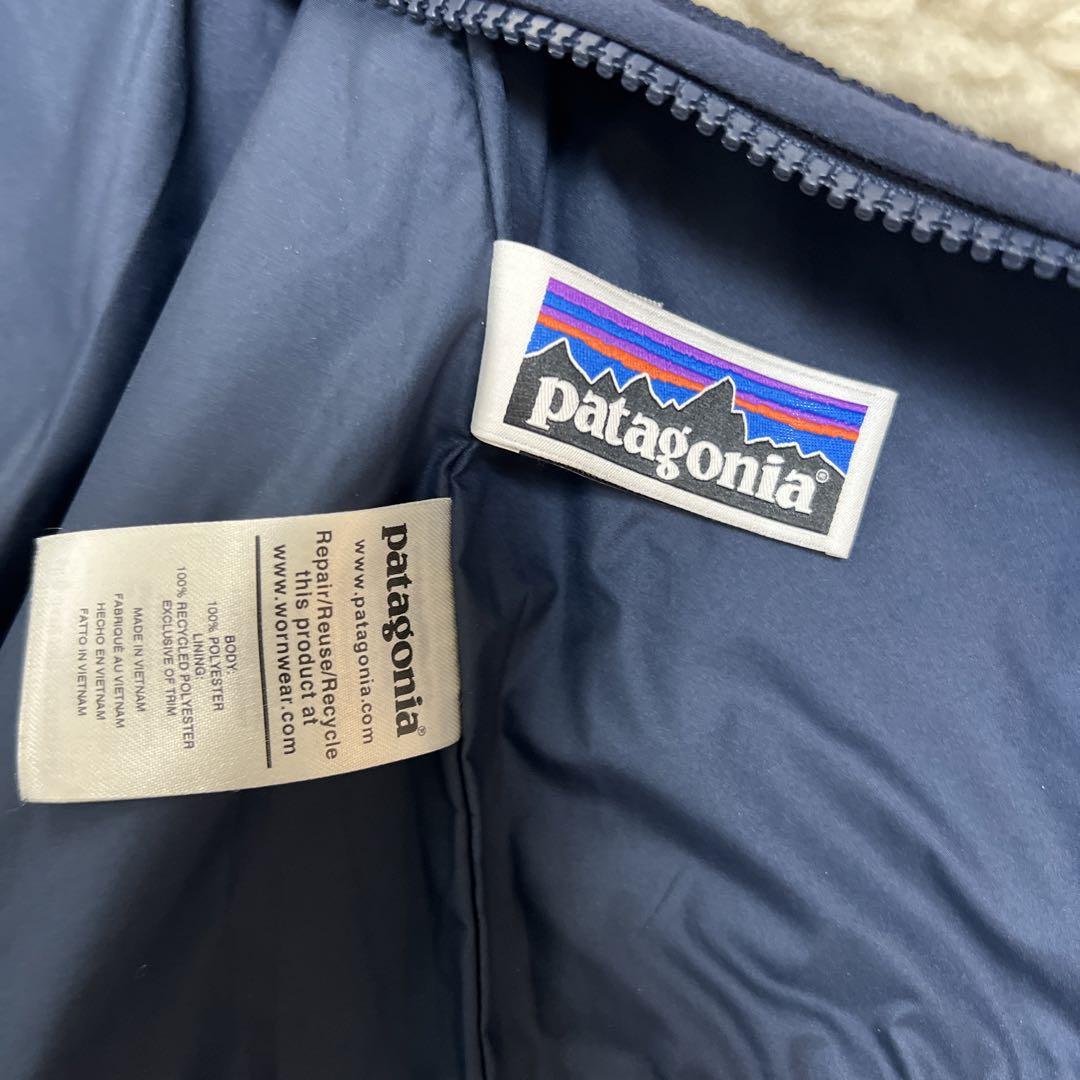 patagonia®
patagonia®
www.patagonia.com
Repair/Reuse/Recycle
this product at
www.wornwear.com
BODY:
100% POLYESTER
LINING:
100% RECYCLED POLYESTER
EXCLUSIVE OF TRIM
MADE IN VIETNAM
FABRIQUÉ AU VIETNAM
HECHO EN VIETNAM
FATTO IN VIETNAM